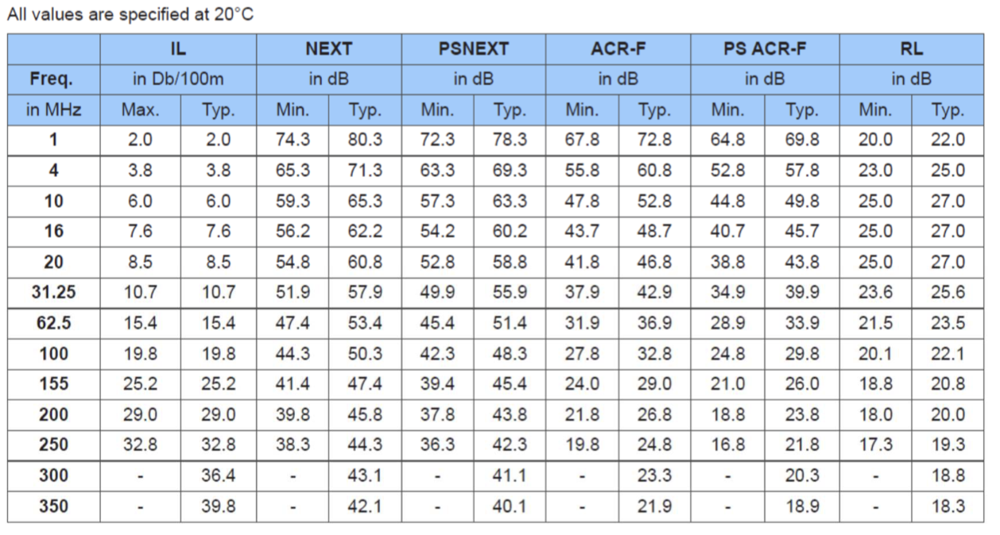 All values are specified at 20°C
IL NEXT PSNEXT ACR-F PS ACR-F RL
Freq. in Db/100m in dB in dB in dB in dB in dB
in MHz Max. Typ. Min. Typ. Min. Typ. Min. Typ. Min. Typ. Min. Typ.
1 2.0 2.0 74.3 80.3 72.3 78.3 67.8 72.8 64.8 69.8 20.0 22.0
4 3.8 3.8 65.3 71.3 63.3 69.3 55.8 60.8 52.8 57.8 23.0 25.0
10 6.0 6.0 59.3 65.3 57.3 63.3 47.8 52.8 44.8 49.8 25.0 27.0
16 7.6 7.6 56.2 62.2 54.2 60.2 43.7 48.7 40.7 45.7 25.0 27.0
20 8.5 8.5 54.8 60.8 52.8 58.8 41.8 46.8 38.8 43.8 25.0 27.0
31.25 10.7 10.7 51.9 57.9 49.9 55.9 37.9 42.9 34.9 39.9 23.6 25.6
62.5 15.4 15.4 47.4 53.4 45.4 51.4 31.9 36.9 28.9 33.9 21.5 23.5
100 19.8 19.8 44.3 50.3 42.3 48.3 27.8 32.8 24.8 29.8 20.1 22.1
155 25.2 25.2 41.4 47.4 39.4 45.4 24.0 29.0 21.0 26.0 18.8 20.8
200 29.0 29.0 39.8 45.8 37.8 43.8 21.8 26.8 18.8 23.8 18.0 20.0
250 32.8 32.8 38.3 44.3 36.3 42.3 19.8 24.8 16.8 21.8 17.3 19.3
300 - 36.4 - 43.1 - 41.1 - 23.3 - 20.3 - 18.8
350 - 39.8 - 42.1 - 40.1 - 21.9 - 18.9 - 18.3